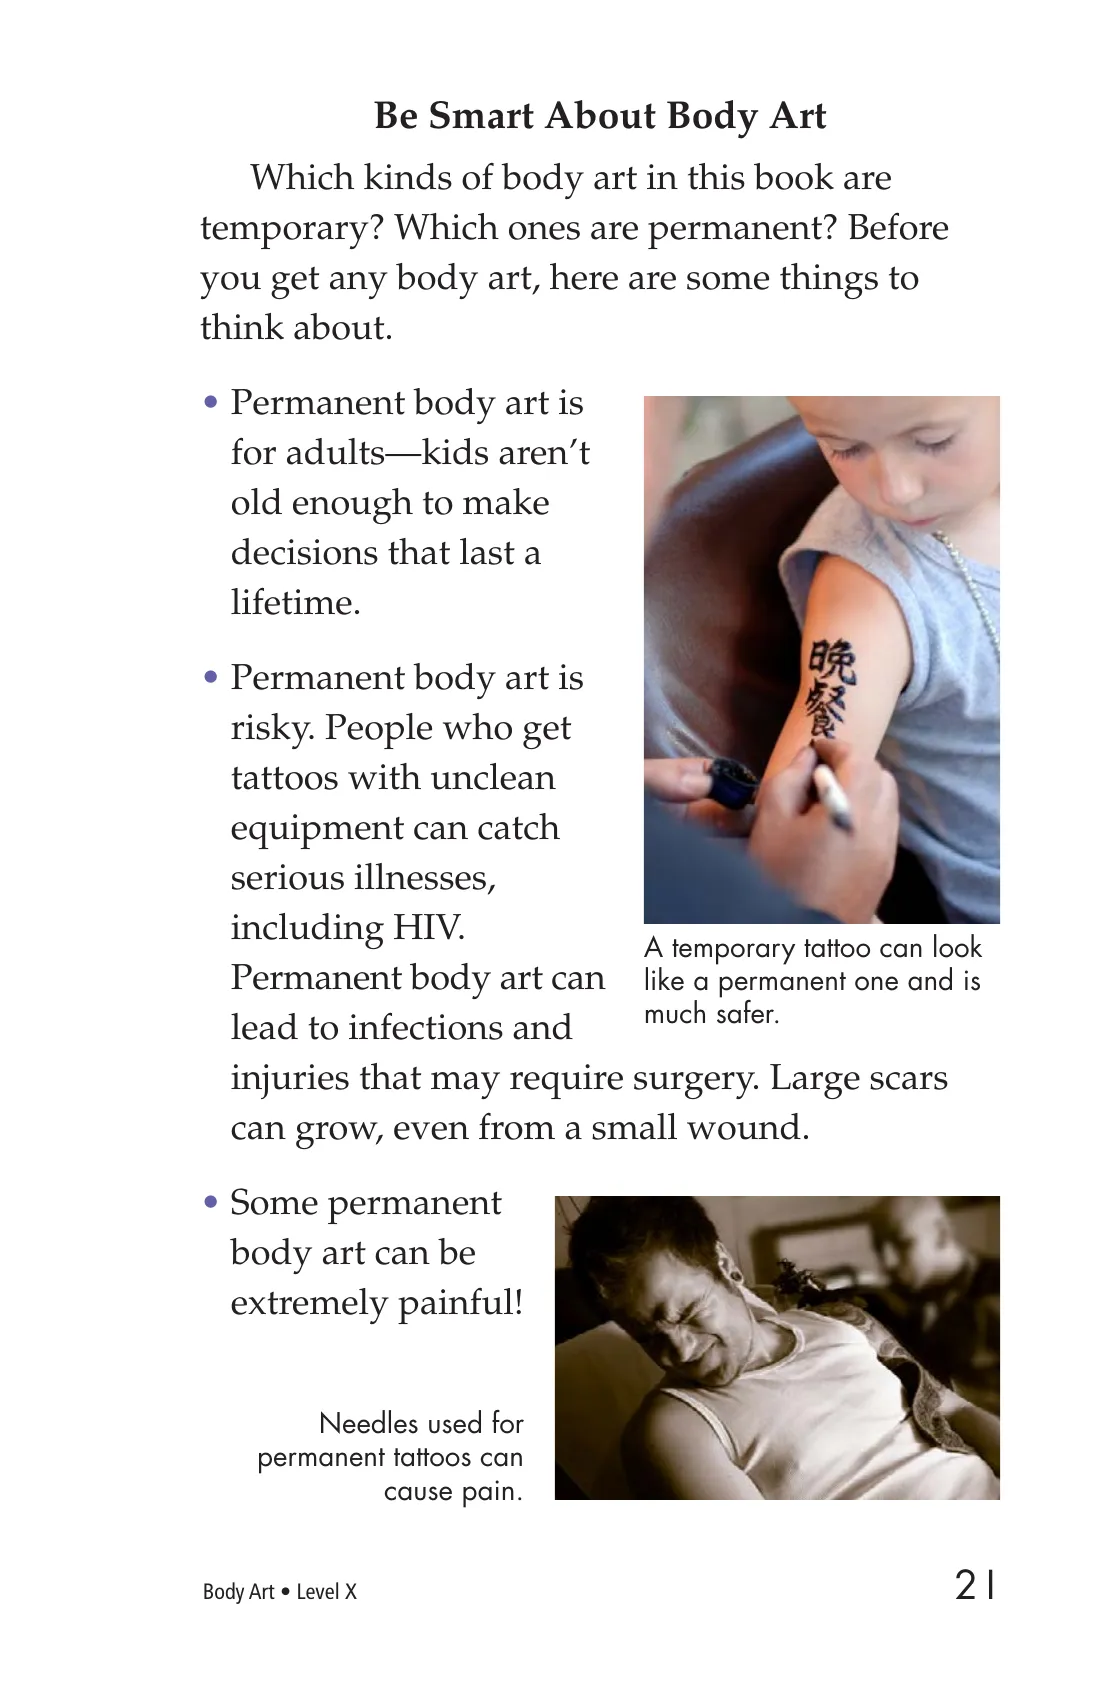 Be Smart About Body Art
Which kinds of body art in this book are
temporary? Which ones are permanent? Before
you get any body art, here are some things to
think about.
• Permanent body art is
for adults—kids aren’t
old enough to make
decisions that last a
lifetime.
• Permanent body art is
risky. People who get
tattoos with unclean
equipment can catch
serious illnesses,
including HIV.
Permanent body art can
lead to infections and
injuries that may require surgery. Large scars
can grow, even from a small wound.
晚
餐
A temporary tattoo can look
like a permanent one and is
much safer.
• Some permanent
body art can be
extremely painful!
Needles used for
permanent tattoos can
cause pain.
Body Art • Level X
21